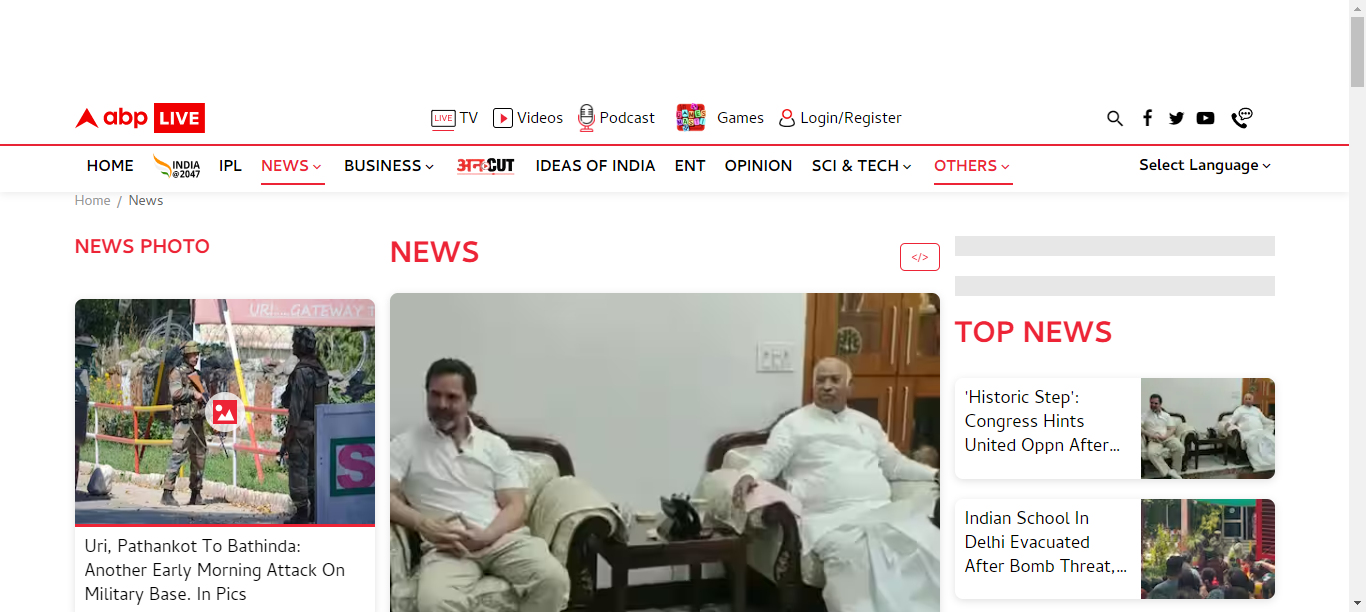 abp LIVE
LIVE TV Videos Podcast Games Login/Register
HOME INDIA @2047 IPL NEWS BUSINESS अनCUT IDEAS OF INDIA ENT OPINION SCI & TECH OTHERS Select Language
Home / News
NEWS PHOTO
URI....GATEWAY T
S
Uri, Pathankot To Bathinda:
Another Early Morning Attack On
Military Base. In Pics
NEWS
</>
TOP NEWS
'Historic Step':
Congress Hints
United Oppn After...
Indian School In
Delhi Evacuated
After Bomb Threat,...